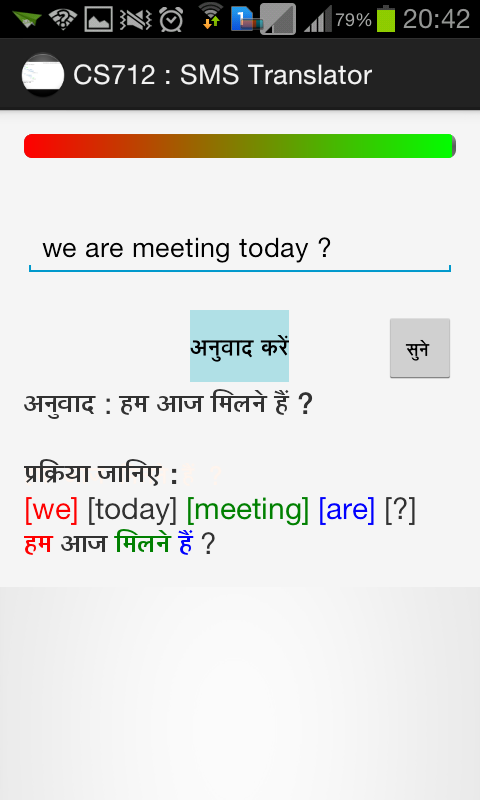 79% 20:42
CS712 : SMS Translator
we are meeting today ?
अनुवाद करें
सुने
अनुवाद : हम आज मिलने हैं ?
प्रक्रिया जानिए :
[we] [today] [meeting] [are] [?]
हम आज मिलने हैं ?